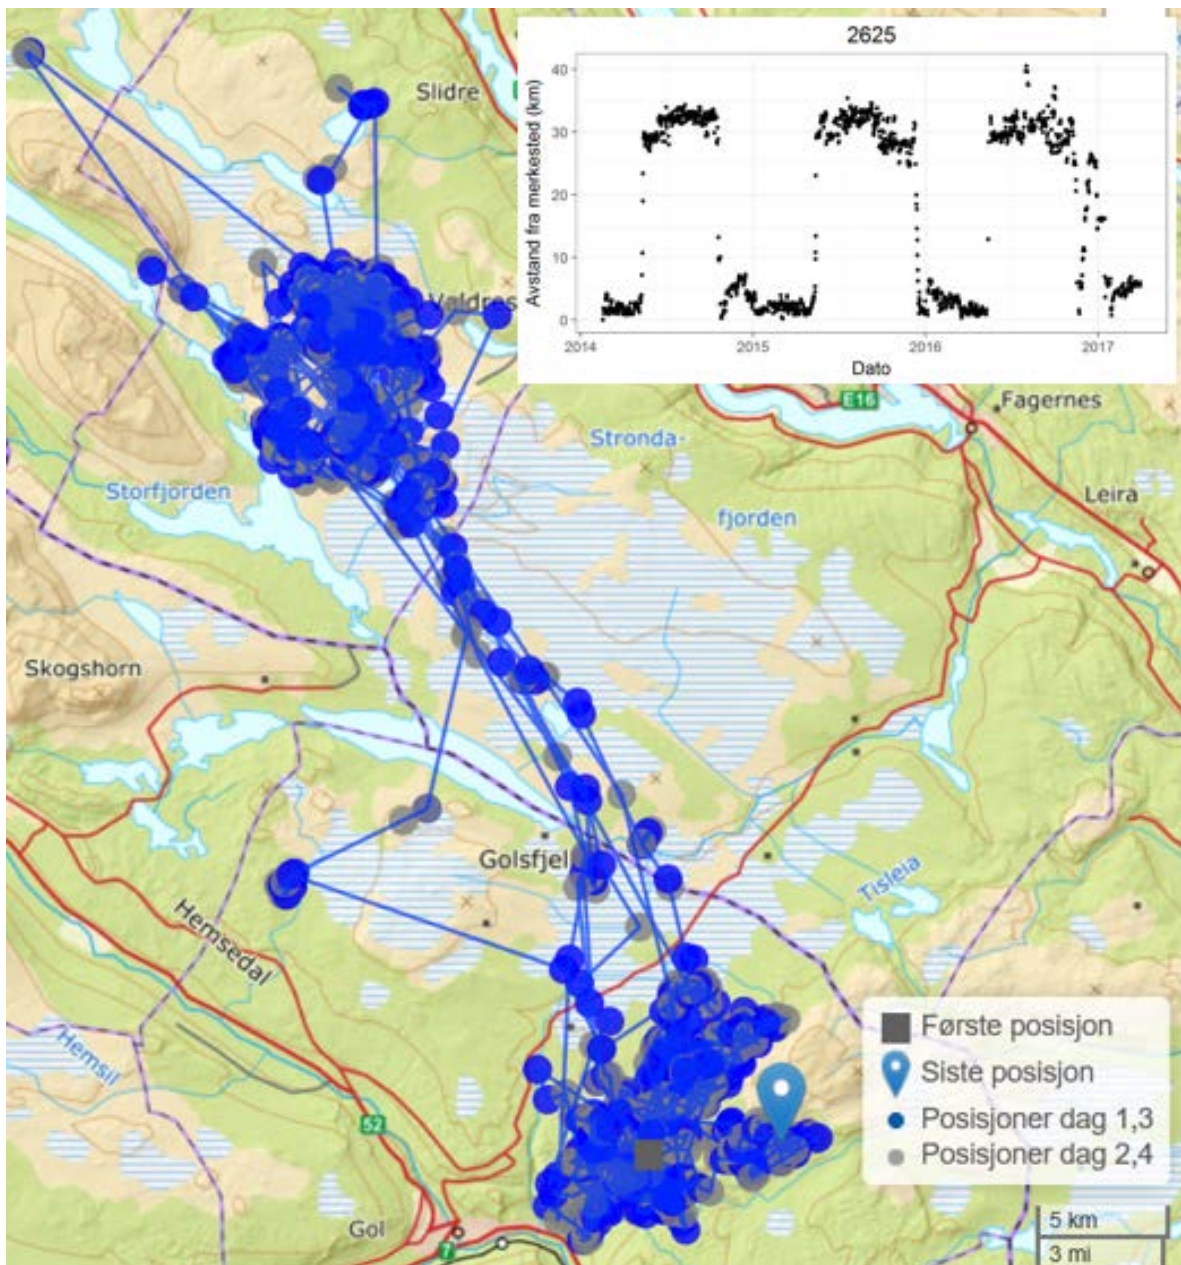 2625
Slidre
Avstand fra merkested (km)
40
30
20
10
0
2014
2015
2016
2017
Dato
Valdres
E16
Fagernes
Stronda-
fjorden
Storfjorden
Leira
Skogshorn
Golsfjel
Tisleia
Hemsedal
Hemsil
52
Gol
7
Første posisjon
Siste posisjon
Posisjoner dag 1,3
Posisjoner dag 2,4
5 km
3 mi